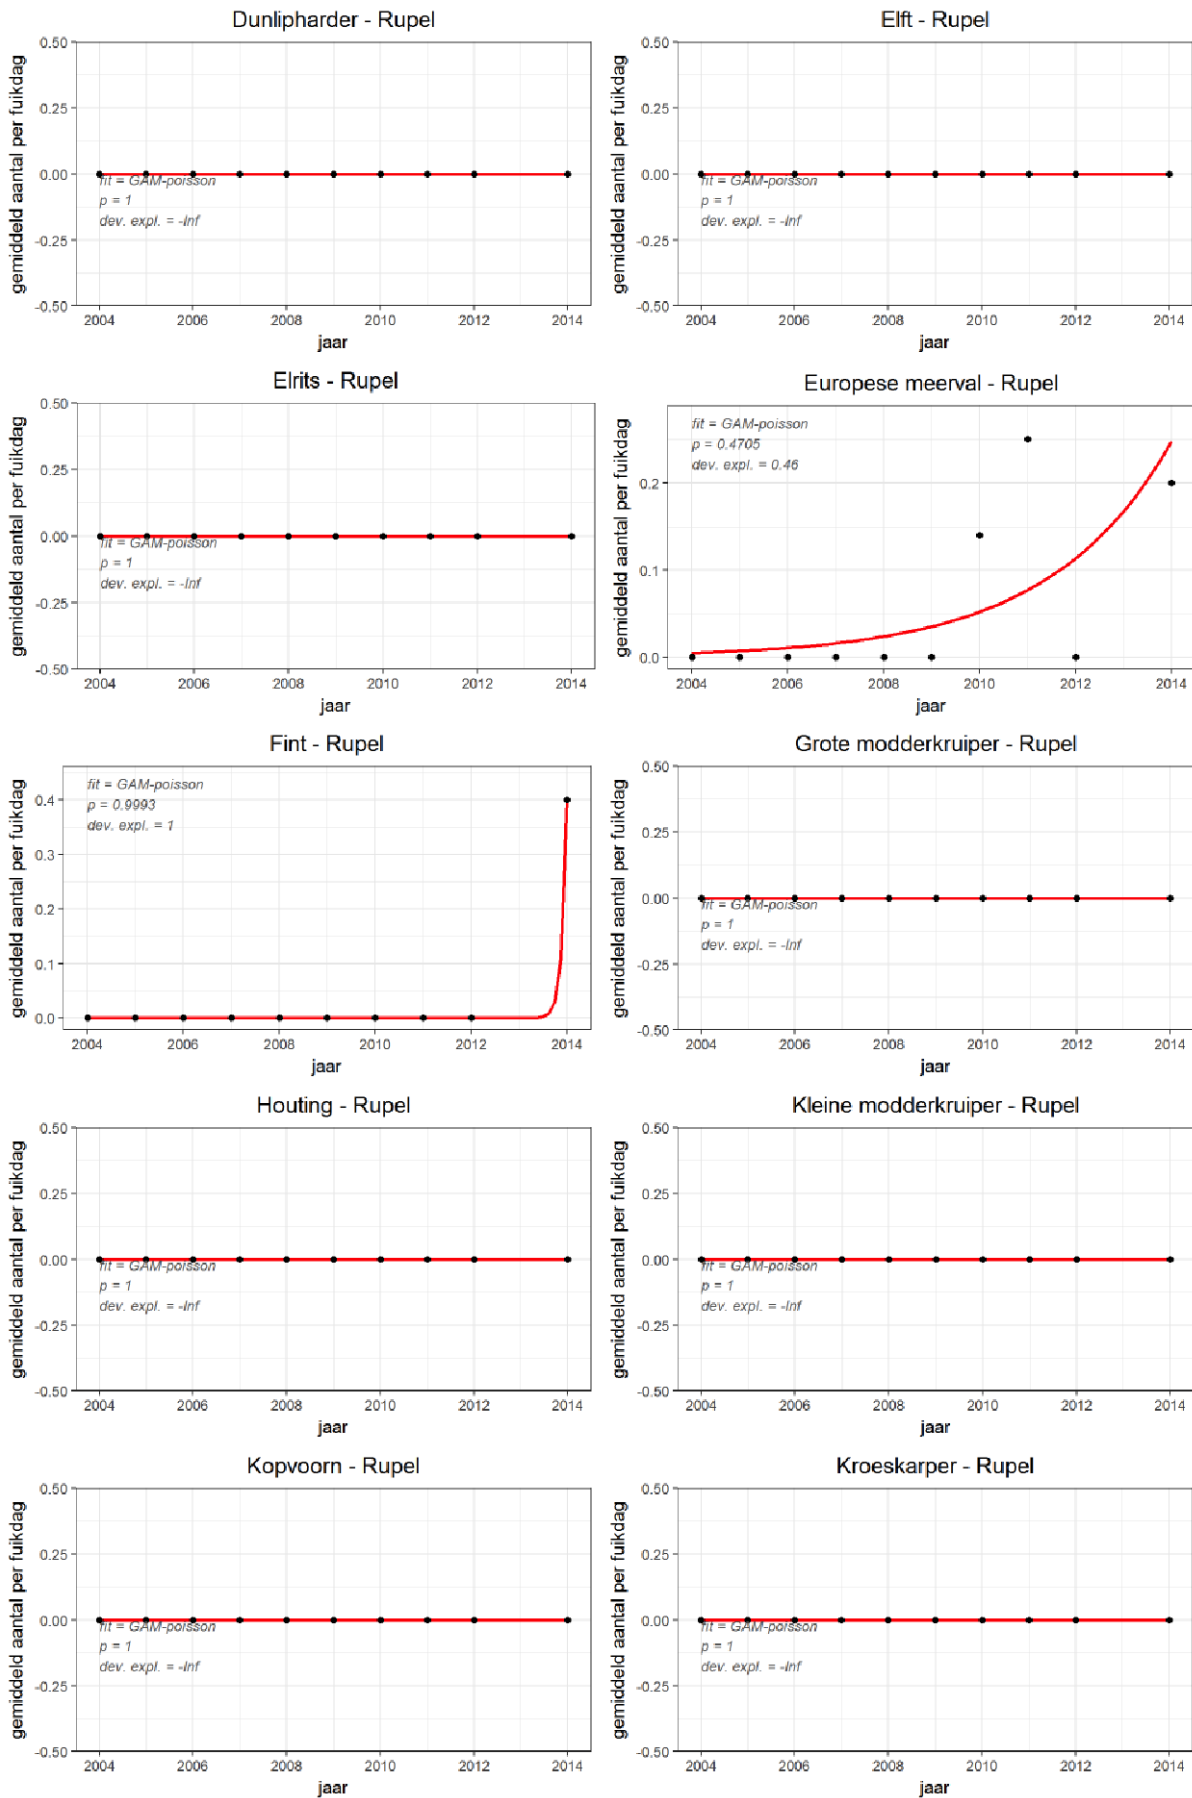 Dunlipharder - Rupel
gemiddeld aantal per fuikdag
0.50
0.25
0.00
-0.25
-0.50
fit = GAM-poisson
p = 1
dev. expl. = -Inf
2004 2006 2008 2010 2012 2014
jaar
Elft - Rupel
gemiddeld aantal per fuikdag
0.50
0.25
0.00
-0.25
-0.50
fit = GAM-poisson
p = 1
dev. expl. = -Inf
2004 2006 2008 2010 2012 2014
jaar
Elrits - Rupel
gemiddeld aantal per fuikdag
0.50
0.25
0.00
-0.25
-0.50
fit = GAM-poisson
p = 1
dev. expl. = -Inf
2004 2006 2008 2010 2012 2014
jaar
Europese meerval - Rupel
gemiddeld aantal per fuikdag
fit = GAM-poisson
p = 0.4705
dev. expl. = 0.46
0.2
0.1
0.0
2004 2006 2008 2010 2012 2014
jaar
Fint - Rupel
gemiddeld aantal per fuikdag
fit = GAM-poisson
p = 0.9993
dev. expl. = 1
0.4
0.3
0.2
0.1
0.0
2004 2006 2008 2010 2012 2014
jaar
Grote modderkruiper - Rupel
gemiddeld aantal per fuikdag
0.50
0.25
0.00
-0.25
-0.50
fit = GAM-poisson
p = 1
dev. expl. = -Inf
2004 2006 2008 2010 2012 2014
jaar
Houting - Rupel
gemiddeld aantal per fuikdag
0.50
0.25
0.00
-0.25
-0.50
fit = GAM-poisson
p = 1
dev. expl. = -Inf
2004 2006 2008 2010 2012 2014
jaar
Kleine modderkruiper - Rupel
gemiddeld aantal per fuikdag
0.50
0.25
0.00
-0.25
-0.50
fit = GAM-poisson
p = 1
dev. expl. = -Inf
2004 2006 2008 2010 2012 2014
jaar
Kopvoorn - Rupel
gemiddeld aantal per fuikdag
0.50
0.25
0.00
-0.25
-0.50
fit = GAM-poisson
p = 1
dev. expl. = -Inf
2004 2006 2008 2010 2012 2014
jaar
Kroeskarper - Rupel
gemiddeld aantal per fuikdag
0.50
0.25
0.00
-0.25
-0.50
fit = GAM-poisson
p = 1
dev. expl. = -Inf
2004 2006 2008 2010 2012 2014
jaar